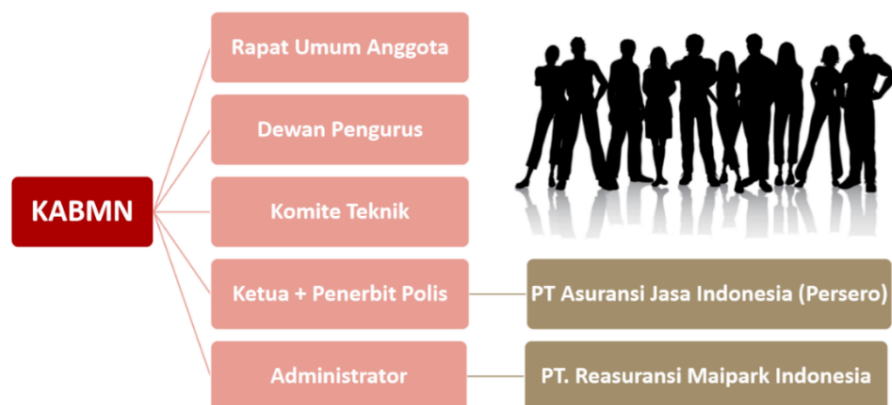 KABMN
Rapat Umum Anggota
Dewan Pengurus
Komite Teknik
Ketua + Penerbit Polis
PT Asuransi Jasa Indonesia (Persero)
Administrator
PT. Reasuransi Maipark Indonesia